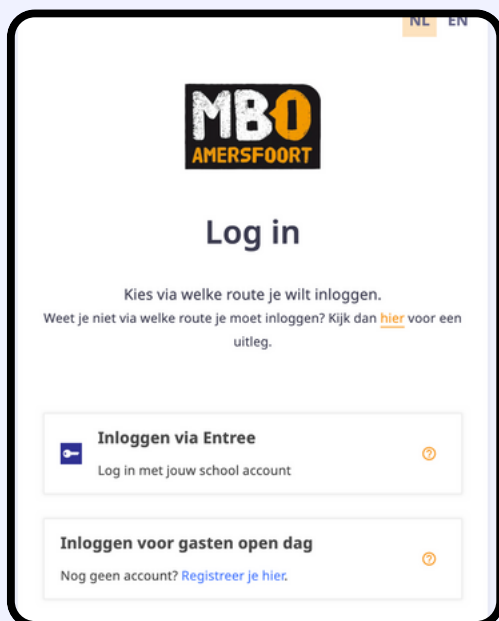 NL EN
MBO
AMERSFOORT
Log in
Kies via welke route je wilt inloggen.
Weet je niet via welke route je moet inloggen? Kijk dan hier voor een
uitleg.
Inloggen via Entree
Log in met jouw school account
Inloggen voor gasten open dag
Nog geen account? Registreer je hier.